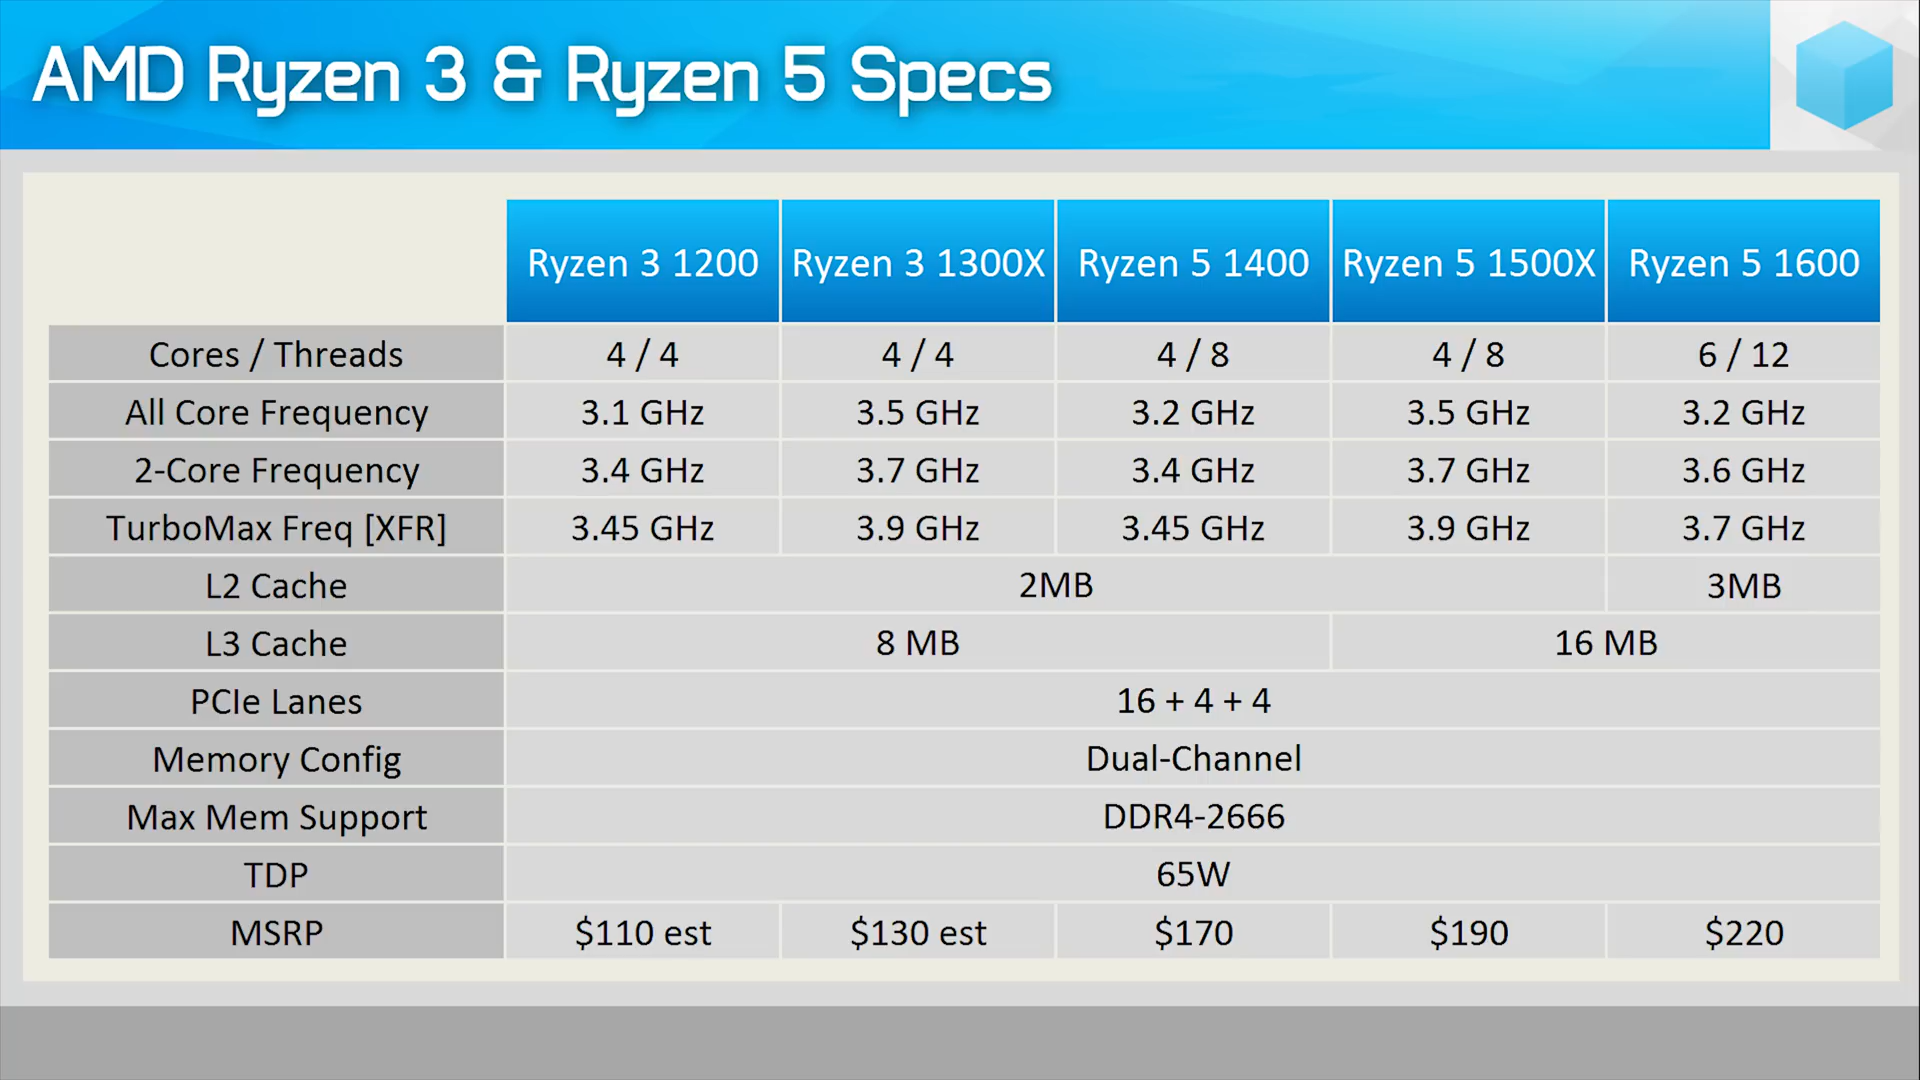 AMD Ryzen 3 & Ryzen 5 Specs
Ryzen 3 1200 Ryzen 3 1300X Ryzen 5 1400 Ryzen 5 1500X Ryzen 5 1600
Cores / Threads 4 / 4 4 / 4 4 / 8 4 / 8 6 / 12
All Core Frequency 3.1 GHz 3.5 GHz 3.2 GHz 3.5 GHz 3.2 GHz
2-Core Frequency 3.4 GHz 3.7 GHz 3.4 GHz 3.7 GHz 3.6 GHz
TurboMax Freq [XFR] 3.45 GHz 3.9 GHz 3.45 GHz 3.9 GHz 3.7 GHz
L2 Cache 2MB 3MB
L3 Cache 8 MB 16 MB
PCIe Lanes 16 + 4 + 4
Memory Config Dual-Channel
Max Mem Support DDR4-2666
TDP 65W
MSRP $110 est $130 est $170 $190 $220